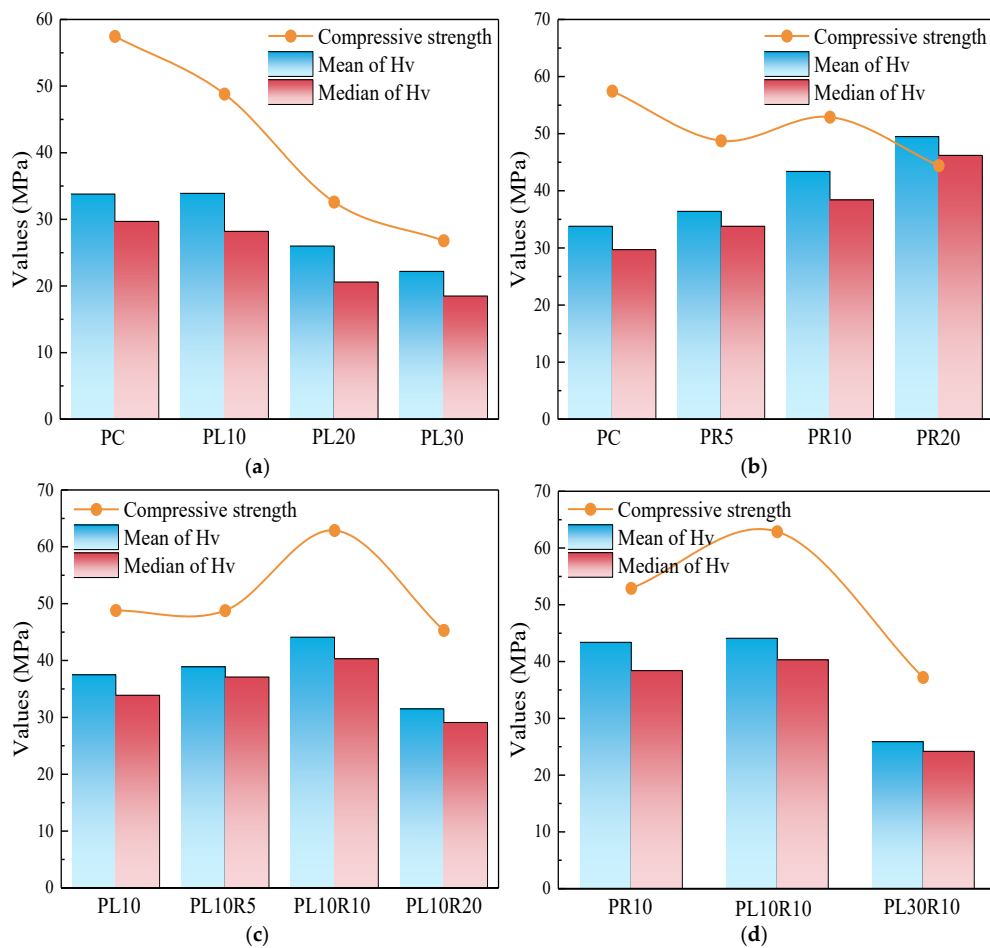 60
50
40
30
20
10
0
Values (MPa)
Compressive strength
Mean of Hv
Median of Hv
PC PL10 PL20 PL30
(a)
70
60
50
40
30
20
10
0
Values (MPa)
Compressive strength
Mean of Hv
Median of Hv
PC PR5 PR10 PR20
(b)
70
60
50
40
30
20
10
0
Values (MPa)
Compressive strength
Mean of Hv
Median of Hv
PL10 PL10R5 PL10R10 PL10R20
(c)
70
60
50
40
30
20
10
0
Values (MPa)
Compressive strength
Mean of Hv
Median of Hv
PR10 PL10R10 PL30R10
(d)